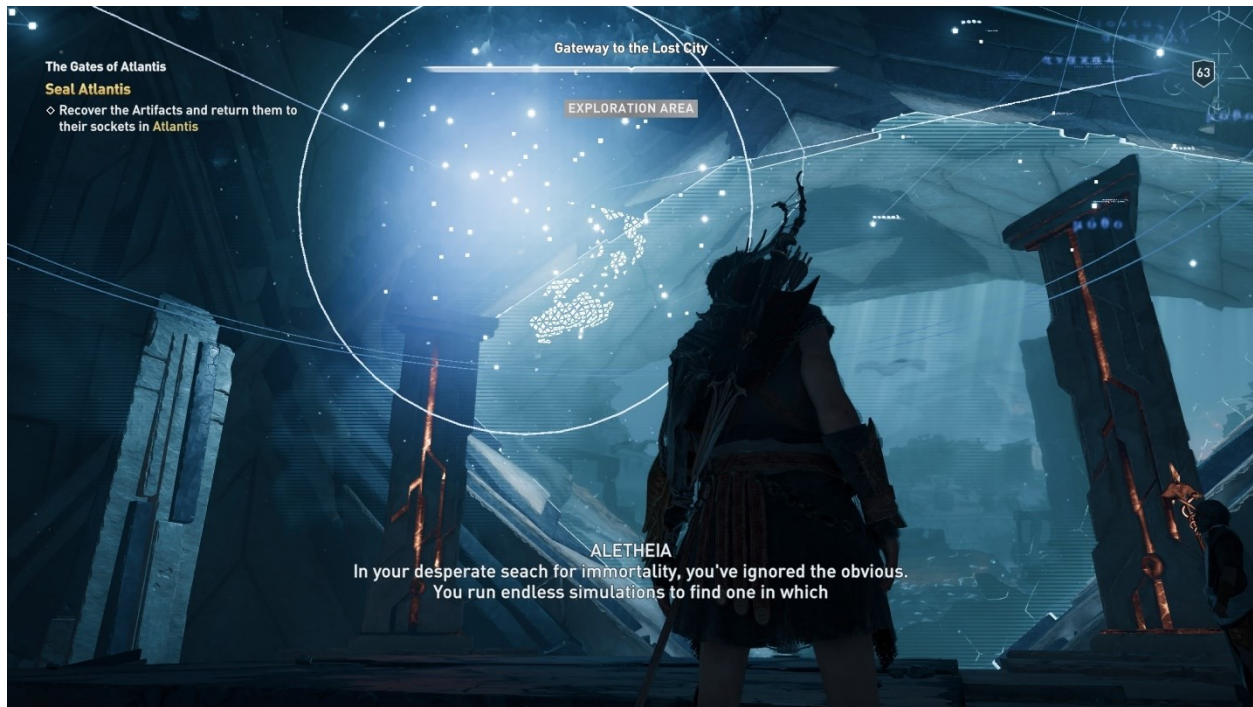 Gateway to the Lost City
The Gates of Atlantis
Seal Atlantis
Recover the Artifacts and return them to
their sockets in Atlantis
EXPLORATION AREA
63
ALETHEIA
In your desperate seach for immortality, you've ignored the obvious.
You run endless simulations to find one in which